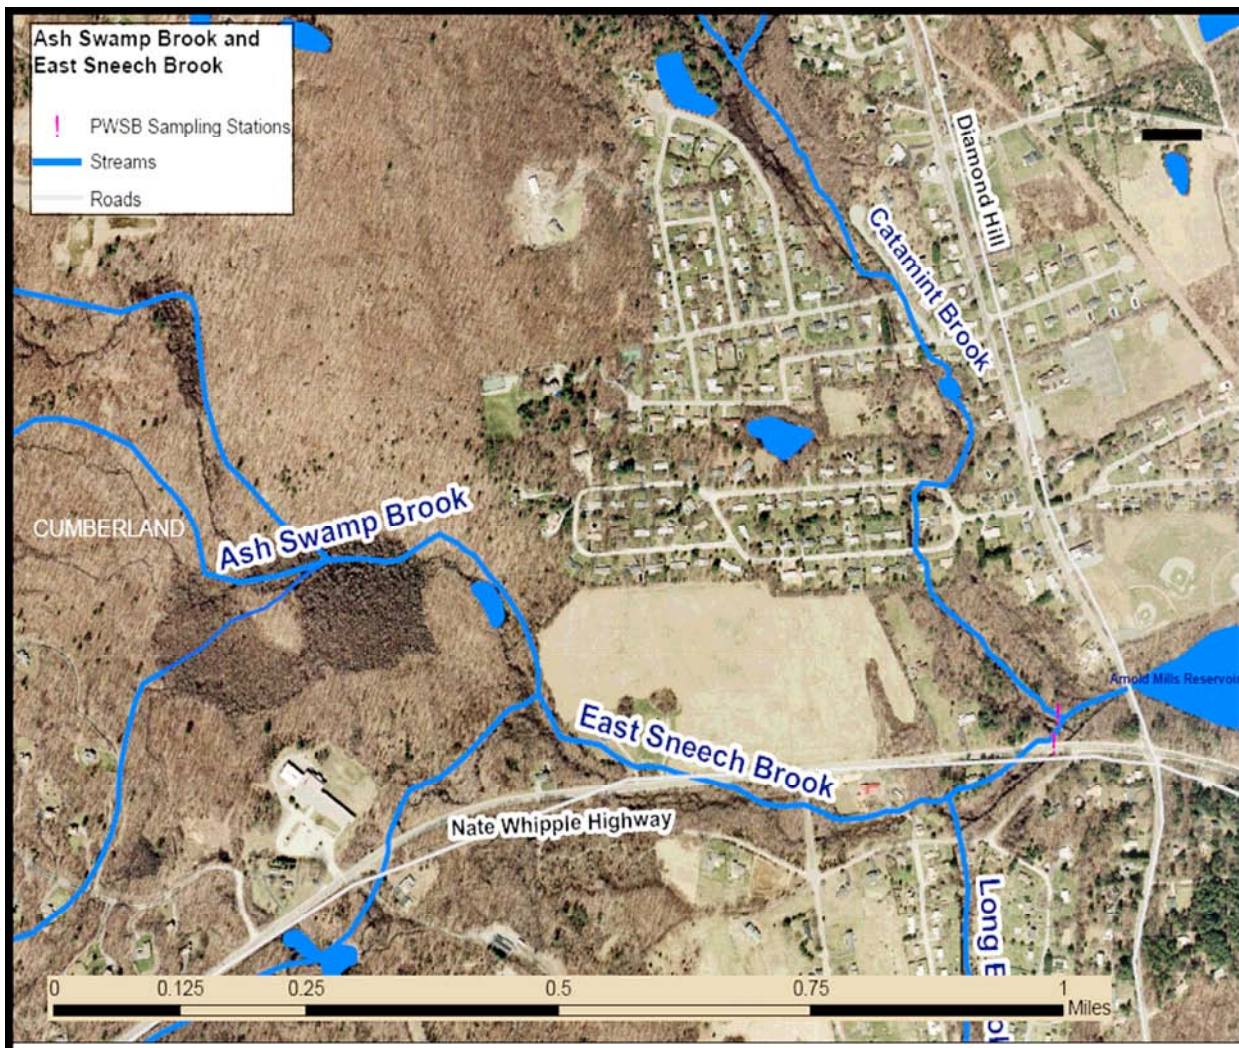 Ash Swamp Brook and
East Sneech Brook
! PWSB Sampling Stations
Streams
Roads
Diamond Hill
Catamint Brook
CUMBERLAND
Ash Swamp Brook
Arnold Mills Reservoir
East Sneech Brook
Nate Whipple Highway
Long
0 0.125 0.25 0.5 0.75 1
Miles